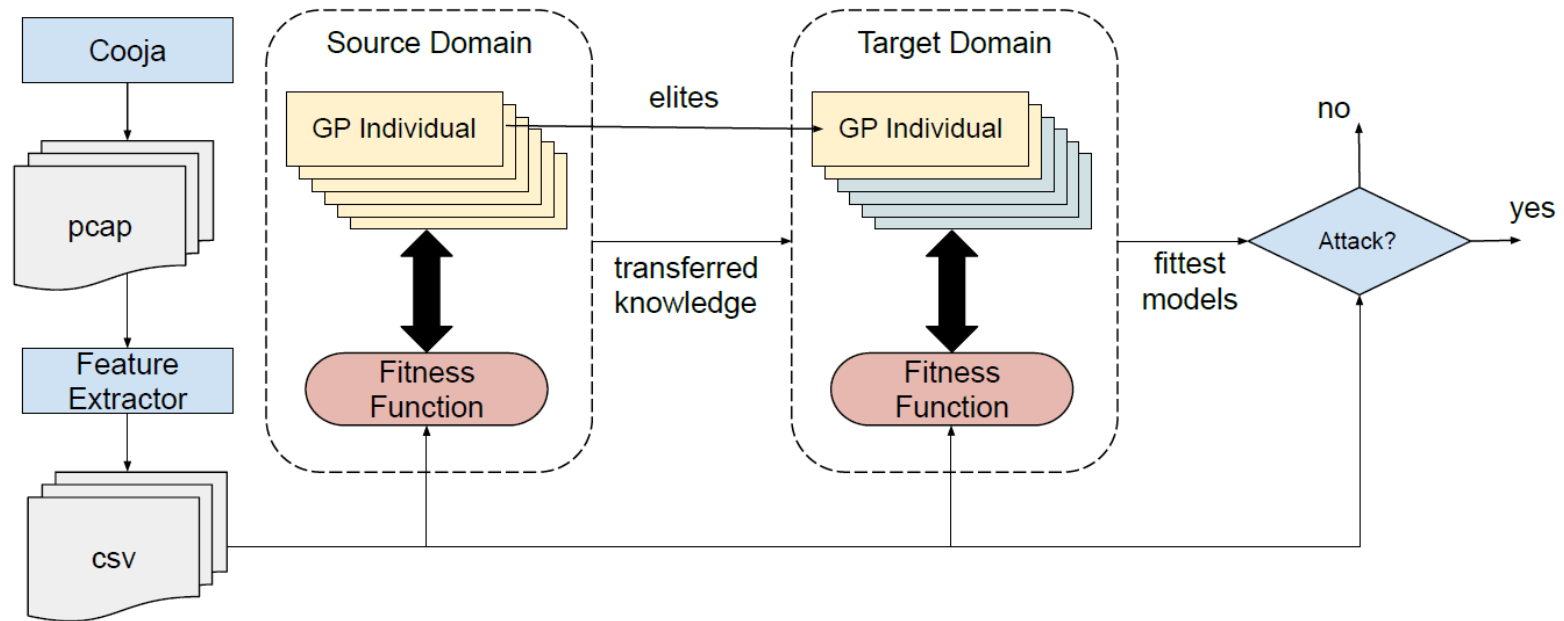 Cooja
pcap
Feature
Extractor
csv
Source Domain
GP Individual
Fitness
Function
elites
transferred
knowledge
Target Domain
GP Individual
Fitness
Function
fittest
models
no
Attack?
yes